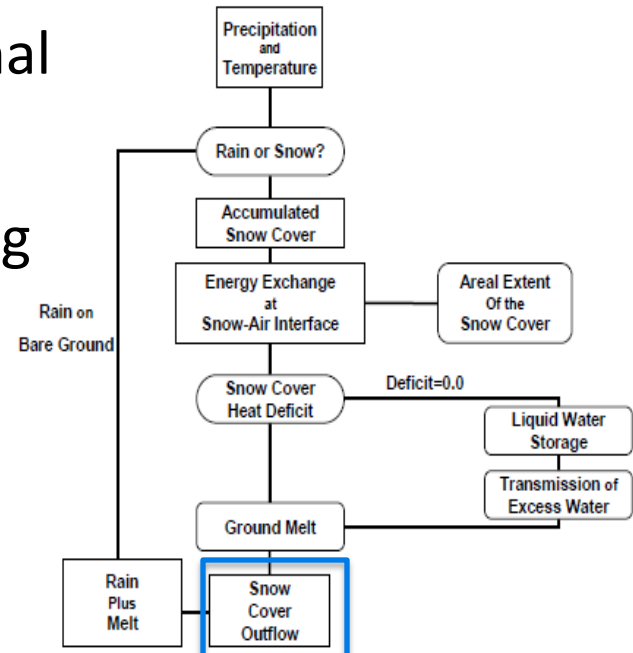 nal
g
Precipitation
and
Temperature
Rain or Snow?
Accumulated
Snow Cover
Energy Exchange
at
Snow-Air Interface
Areal Extent
Of the
Snow Cover
Rain on
Bare Ground
Snow Cover
Heat Deficit
Deficit=0.0
Liquid Water
Storage
Transmission of
Excess Water
Ground Melt
Rain
Plus
Melt
Snow
Cover
Outflow